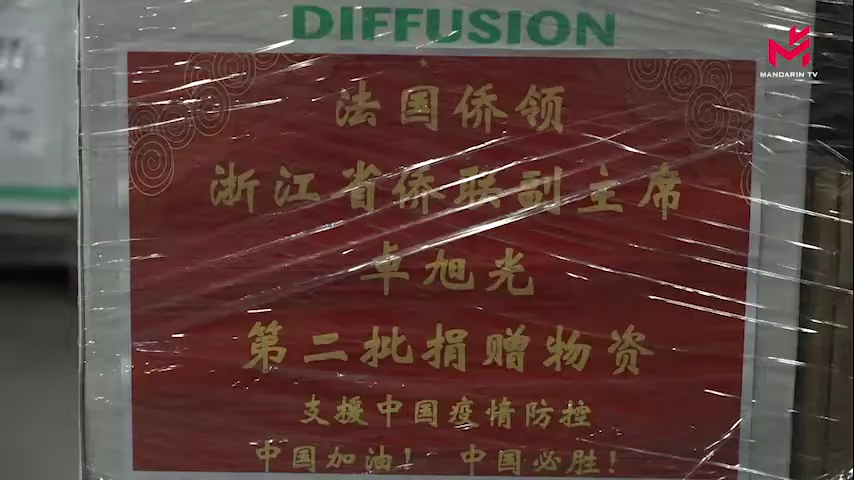 DIFFUSION
MANDARIN TV
法国侨领
浙江省侨联副主席
卓旭光
第二批捐赠物资
支援中国疫情防控
中国加油！ 中国必胜！